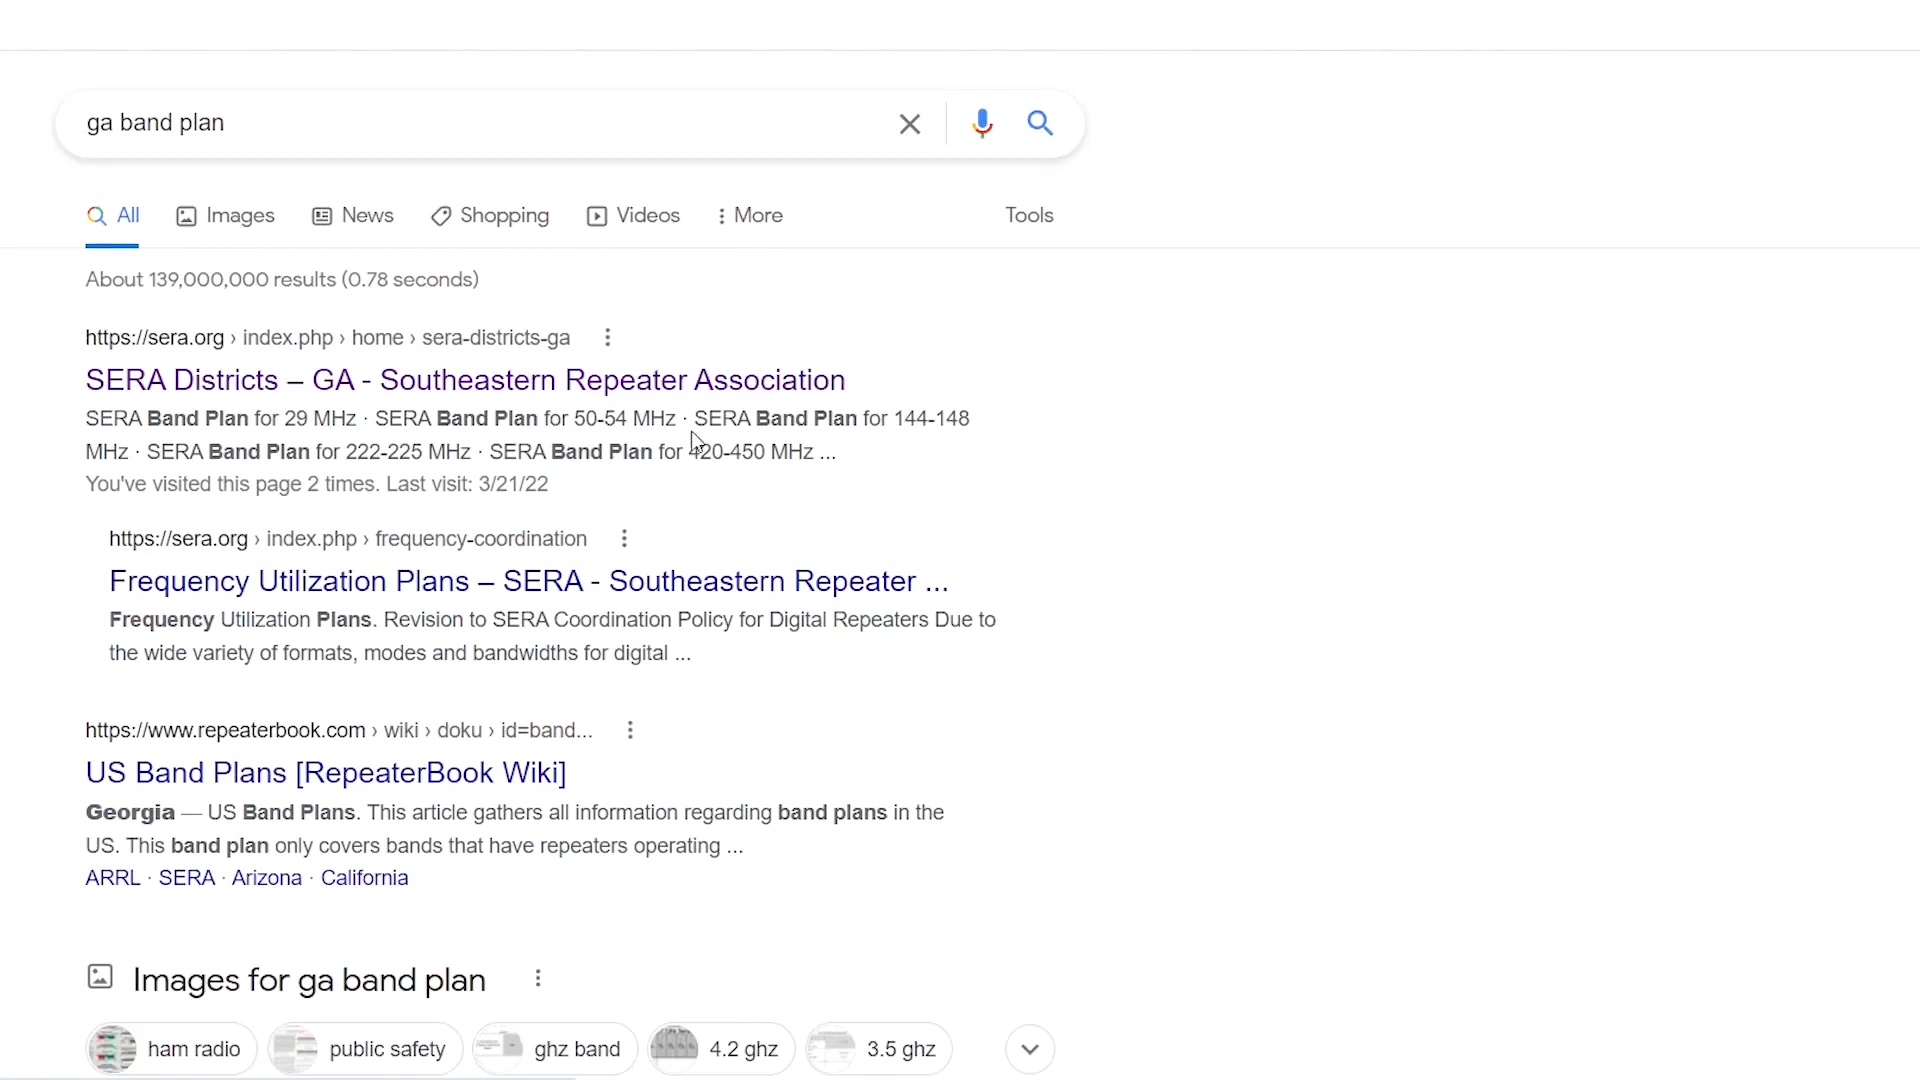 ga band plan
All Images News Shopping Videos More Tools
About 139,000,000 results (0.78 seconds)
https://sera.org › index.php › home › sera-districts-ga
SERA Districts – GA - Southeastern Repeater Association
SERA Band Plan for 29 MHz · SERA Band Plan for 50-54 MHz · SERA Band Plan for 144-148
MHz · SERA Band Plan for 222-225 MHz · SERA Band Plan for 420-450 MHz ...
You've visited this page 2 times. Last visit: 3/21/22
https://sera.org › index.php › frequency-coordination
Frequency Utilization Plans – SERA - Southeastern Repeater ...
Frequency Utilization Plans. Revision to SERA Coordination Policy for Digital Repeaters Due to
the wide variety of formats, modes and bandwidths for digital ...
https://www.repeaterbook.com › wiki › doku › id=band...
US Band Plans [RepeaterBook Wiki]
Georgia — US Band Plans. This article gathers all information regarding band plans in the
US. This band plan only covers bands that have repeaters operating ...
ARRL · SERA · Arizona · California
Images for ga band plan
ham radio public safety ghz band 4.2 ghz 3.5 ghz